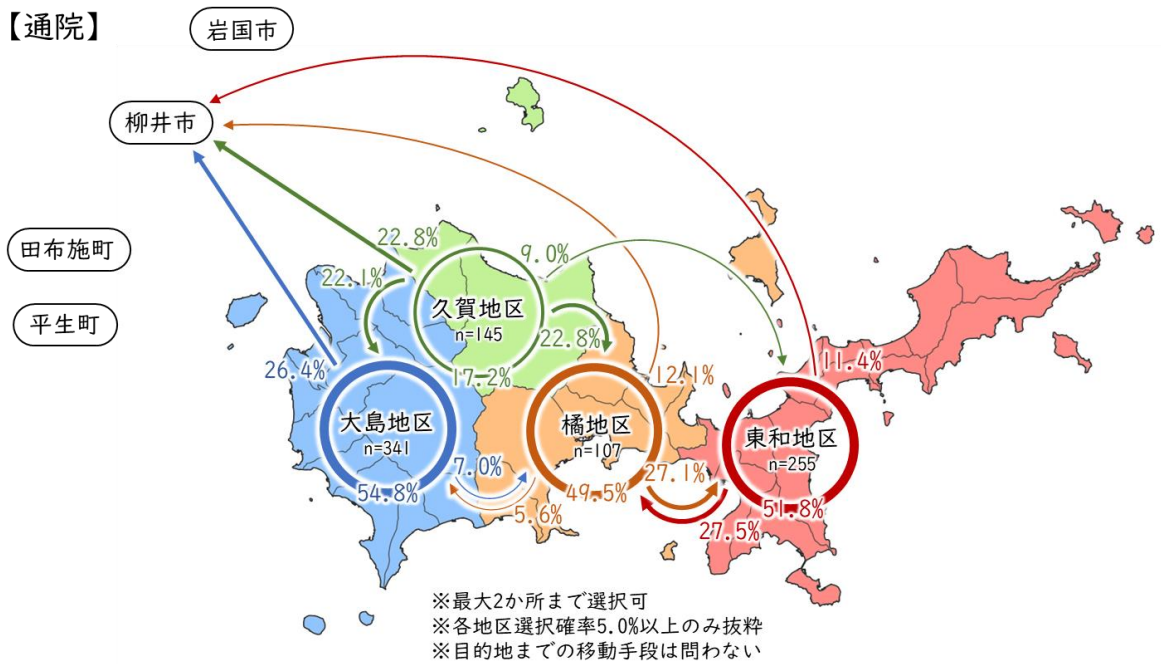 【通院】
岩国市
柳井市
田布施町
平生町
22.8%
9.0%
22.1%
久賀地区
n=145
22.8%
17.2%
26.4%
12.1%
11.4%
大島地区
n=341
橘地区
n=107
東和地区
n=255
7.0%
27.1%
54.8%
49.5%
51.8%
5.6%
27.5%
※最大2か所まで選択可
※各地区選択確率5.0%以上のみ抜粋
※目的地までの移動手段は問わない